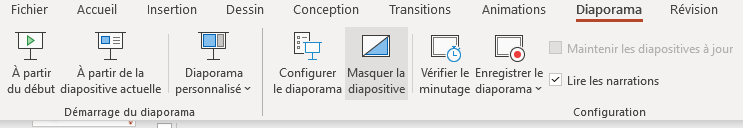 Fichier Accueil Insertion Dessin Conception Transitions Animations Diaporama Révision
À partir du début
À partir de la diapositive actuelle
Diaporama personnalisé
Configurer le diaporama
Masquer la diapositive
Vérifier le minutage
Enregistrer le diaporama
Maintenir les diapositives à jour
Lire les narrations
Démarrage du diaporama
Configuration